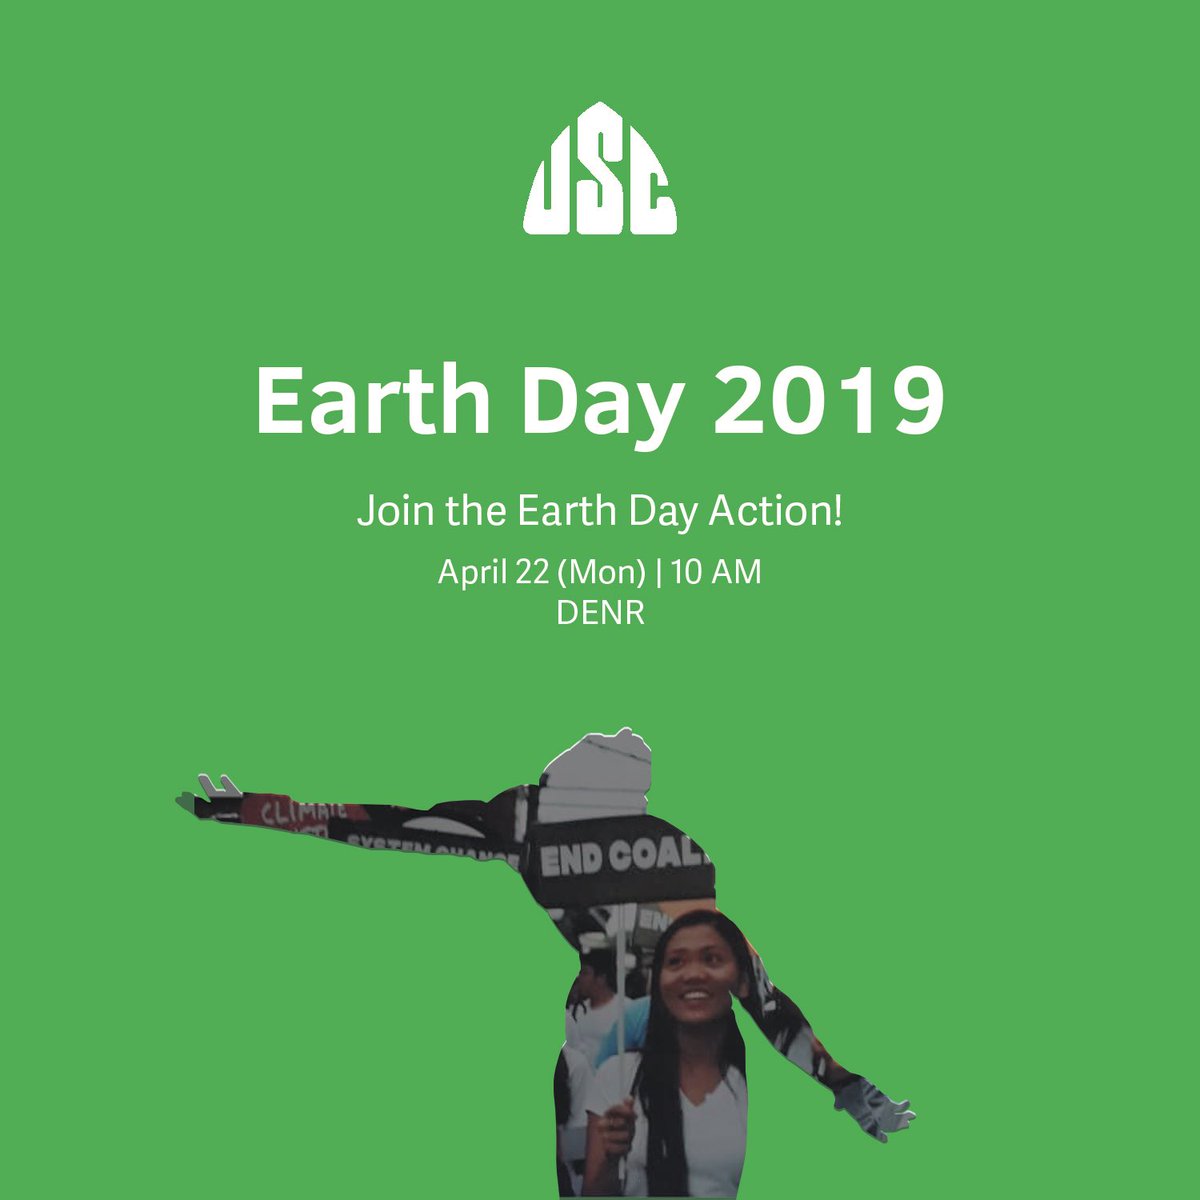 USC
Earth Day 2019
Join the Earth Day Action!
April 22 (Mon) | 10 AM
DENR
CLIMATE
SYSTEM CHANGE
END COAL